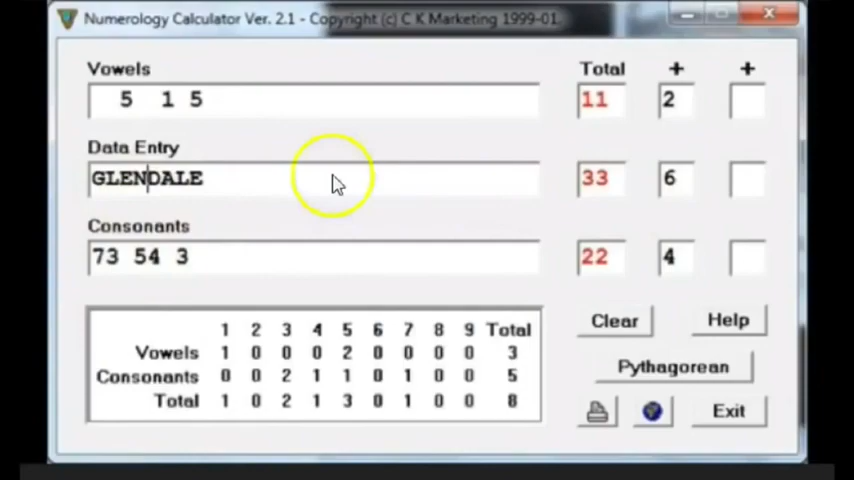 Numerology Calculator Ver. 2.1 - Copyright (c) C K Marketing 1999-01.
Vowels Total + +
5 1 5 11 2
Data Entry
GLENDALE 33 6
Consonants
73 54 3 22 4
1 2 3 4 5 6 7 8 9 Total
Vowels 1 0 0 0 2 0 0 0 0 3
Consonants 0 0 2 1 1 0 1 0 0 5
Total 1 0 2 1 3 0 1 0 0 8
Clear Help
Pythagorean
Exit